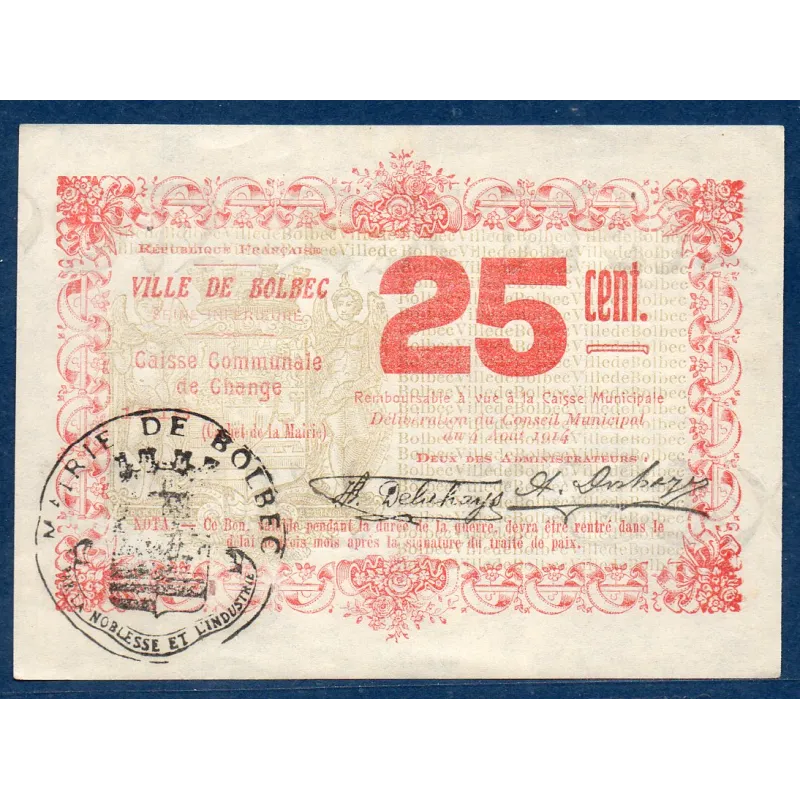 République Française
VILLE DE BOLBEC
SEINE-INFÉRIEURE
Caisse Communale
de Change
(Cachet de la Mairie)
25 cent.
Remboursable à vue à la Caisse Municipale
Délibération du Conseil Municipal
du 4 Août 1914
DEUX DES ADMINISTRATEURS :
NOTA. — Ce Bon, valable pendant la durée de la guerre, devra être rentré dans le
délai de trois mois après la signature du traité de paix.
MAIRIE DE BOLBEC
NOBLESSE ET L'INDUSTRIE
Ville de Bolbec